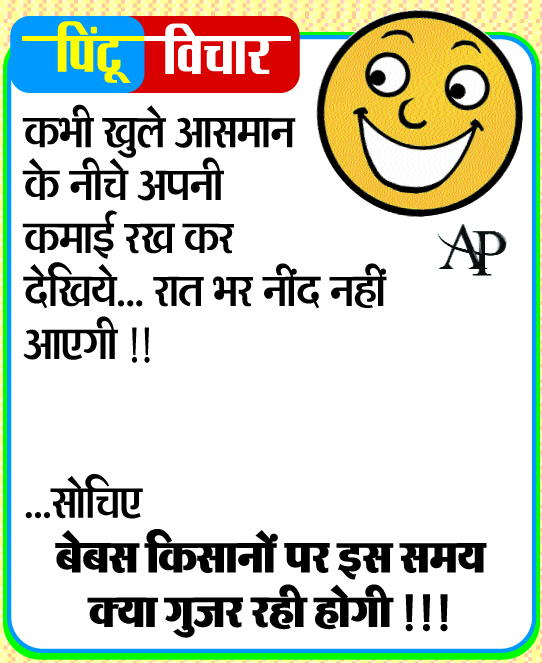 पिंटू विचार
कभी खुले आसमान
के नीचे अपनी
कमाई रख कर
AP
देखिये... रात भर नींद नहीं
आएगी !!
...सोचिए
बेबस किसानों पर इस समय
क्या गुजर रही होगी !!!